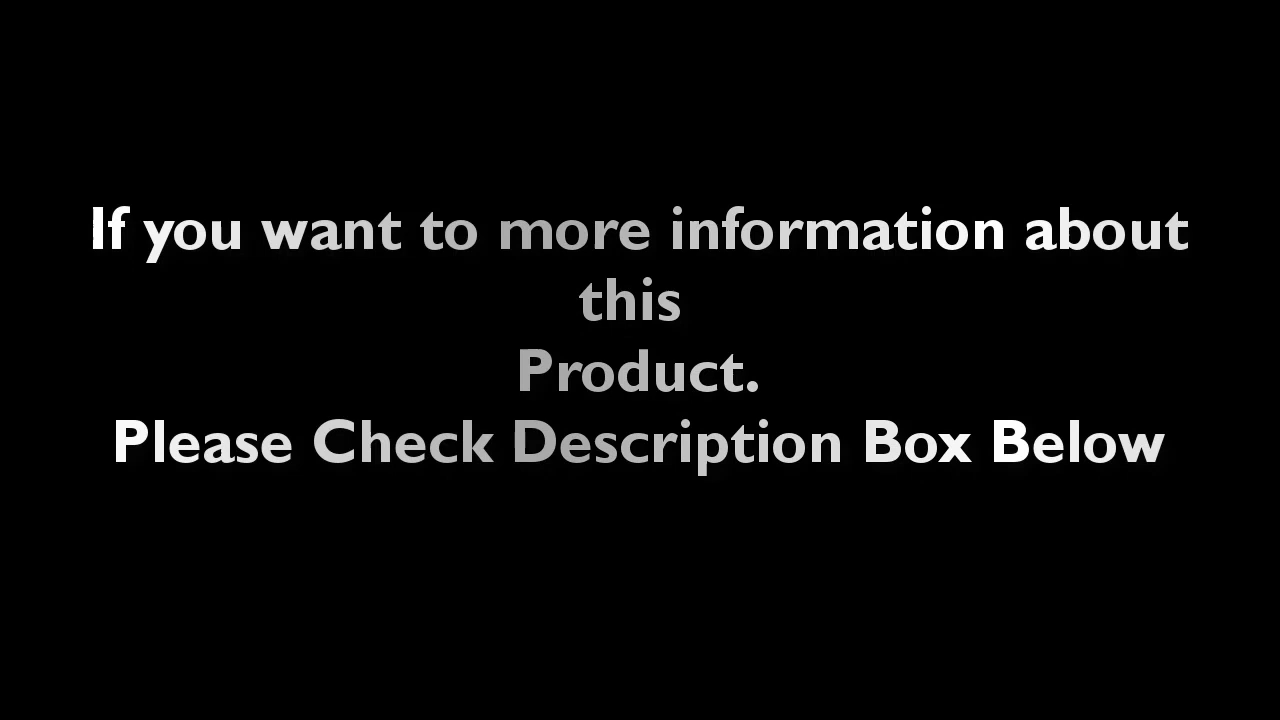 If you want to more information about
this
Product.
Please Check Description Box Below